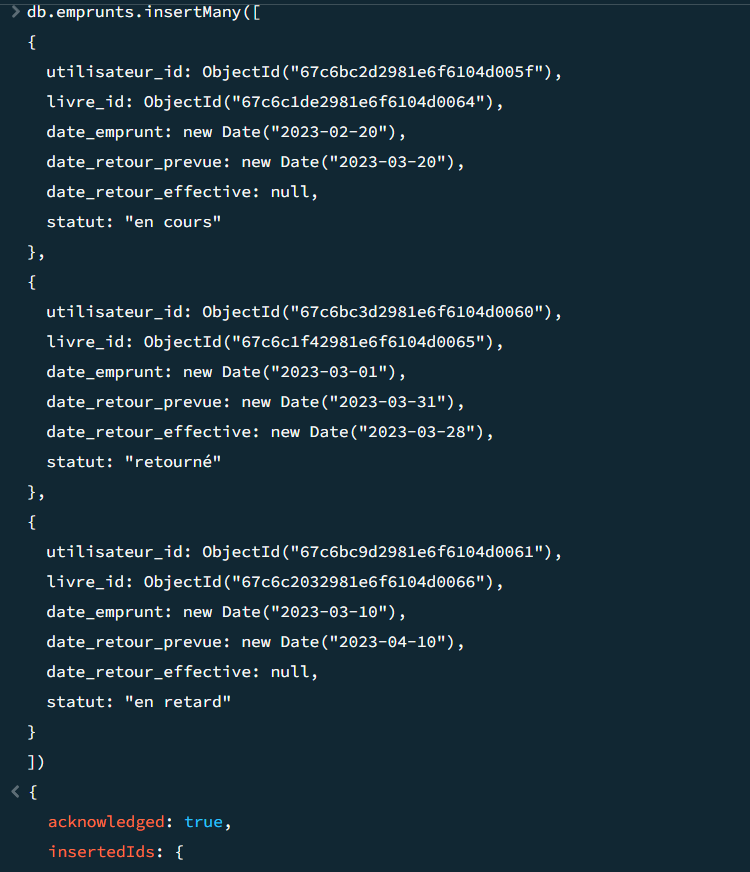 > db.emprunts.insertMany([
{
utilisateur_id: ObjectId("67c6bc2d2981e6f6104d005f"),
livre_id: ObjectId("67c6c1de2981e6f6104d0064"),
date_emprunt: new Date("2023-02-20"),
date_retour_prevue: new Date("2023-03-20"),
date_retour_effective: null,
statut: "en cours"
},
{
utilisateur_id: ObjectId("67c6bc3d2981e6f6104d0060"),
livre_id: ObjectId("67c6c1f42981e6f6104d0065"),
date_emprunt: new Date("2023-03-01"),
date_retour_prevue: new Date("2023-03-31"),
date_retour_effective: new Date("2023-03-28"),
statut: "retourné"
},
{
utilisateur_id: ObjectId("67c6bc9d2981e6f6104d0061"),
livre_id: ObjectId("67c6c2032981e6f6104d0066"),
date_emprunt: new Date("2023-03-10"),
date_retour_prevue: new Date("2023-04-10"),
date_retour_effective: null,
statut: "en retard"
}
])
< {
acknowledged: true,
insertedIds: {